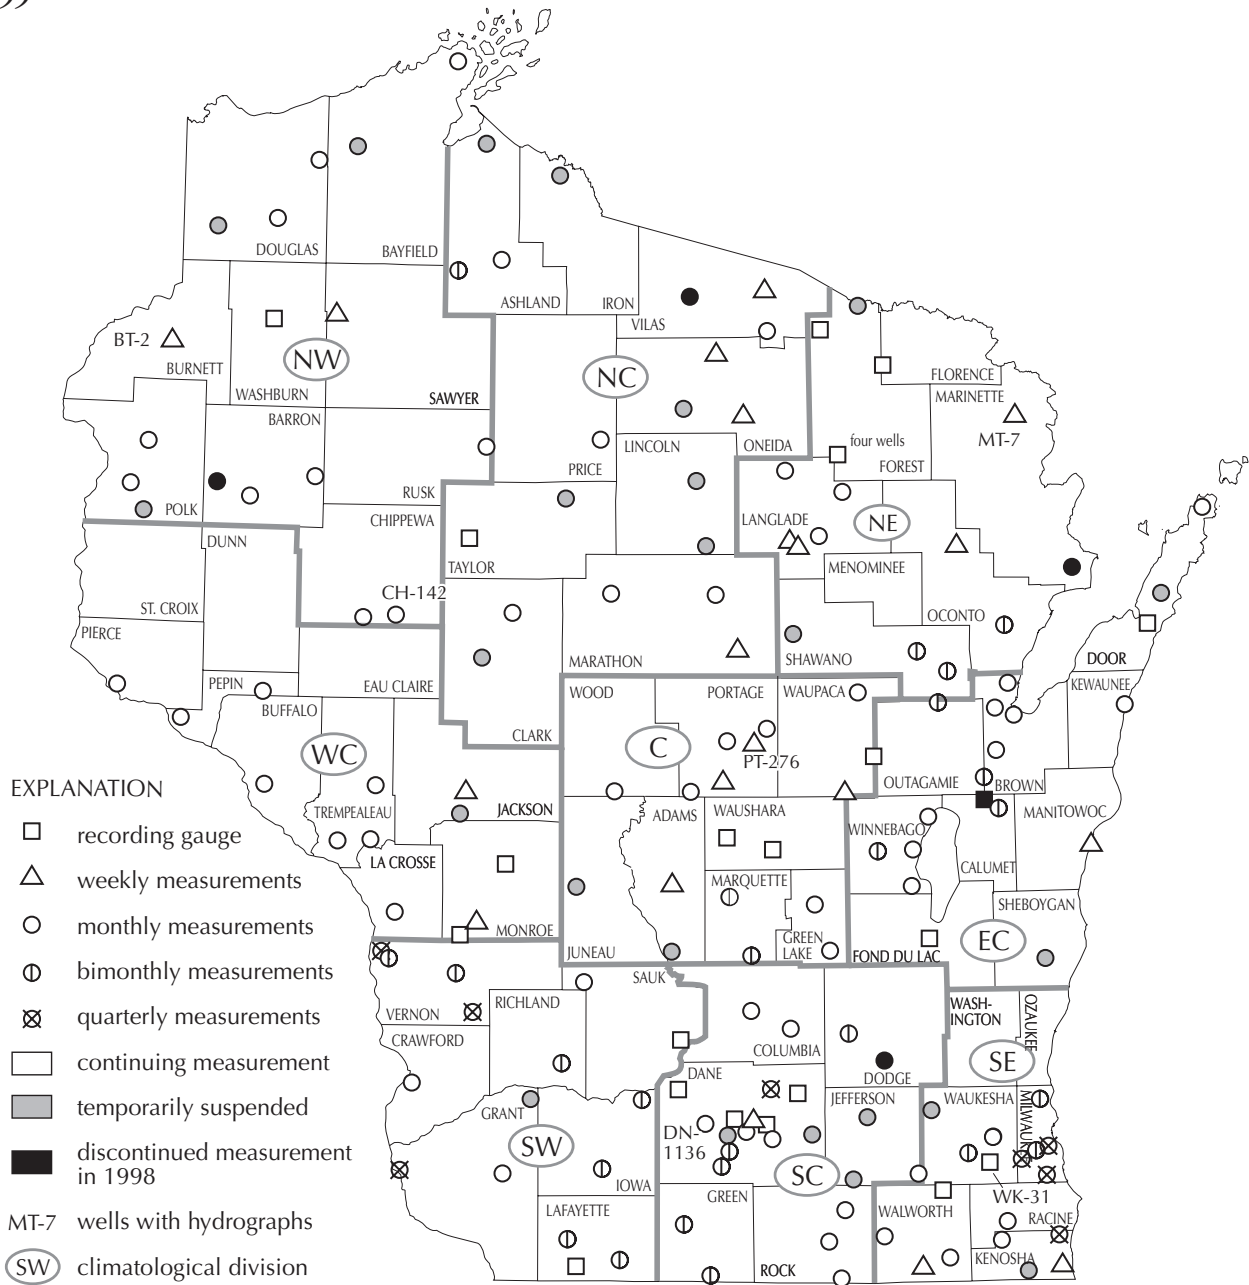 DOUGLAS
BAYFIELD
ASHLAND
IRON
VILAS
BT-2
BURNETT
WASHBURN
NW
SAWYER
NC
FLORENCE
MARINETTE
MT-7
BARRON
LINCOLN
ONEIDA
four wells
FOREST
PRICE
POLK
RUSK
CHIPPEWA
DUNN
LANGLADE
NE
TAYLOR
MENOMINEE
CH-142
ST. CROIX
OCONTO
PIERCE
MARATHON
SHAWANO
DOOR
PEPIN
EAU CLAIRE
WOOD
PORTAGE
WAUPACA
KEWAUNEE
BUFFALO
CLARK
WC
C
PT-276
OUTAGAMIE
BROWN
TREMPEALEAU
JACKSON
ADAMS
WAUSHARA
WINNEBAGO
MANITOWOC
LA CROSSE
CALUMET
MARQUETTE
SHEBOYGAN
MONROE
JUNEAU
GREEN
LAKE
FOND DU LAC
EC
SAUK
VERNON
RICHLAND
WASH-
INGTON
OZAUKEE
CRAWFORD
COLUMBIA
SE
DODGE
DANE
GRANT
JEFFERSON
WAUKESHA
MILWAUK
DN-
1136
SW
SC
IOWA
GREEN
WK-31
LAFAYETTE
WALWORTH
RACINE
KENOSHA
ROCK
EXPLANATION
recording gauge
weekly measurements
monthly measurements
bimonthly measurements
quarterly measurements
continuing measurement
temporarily suspended
discontinued measurement
in 1998
MT-7 wells with hydrographs
SW climatological division